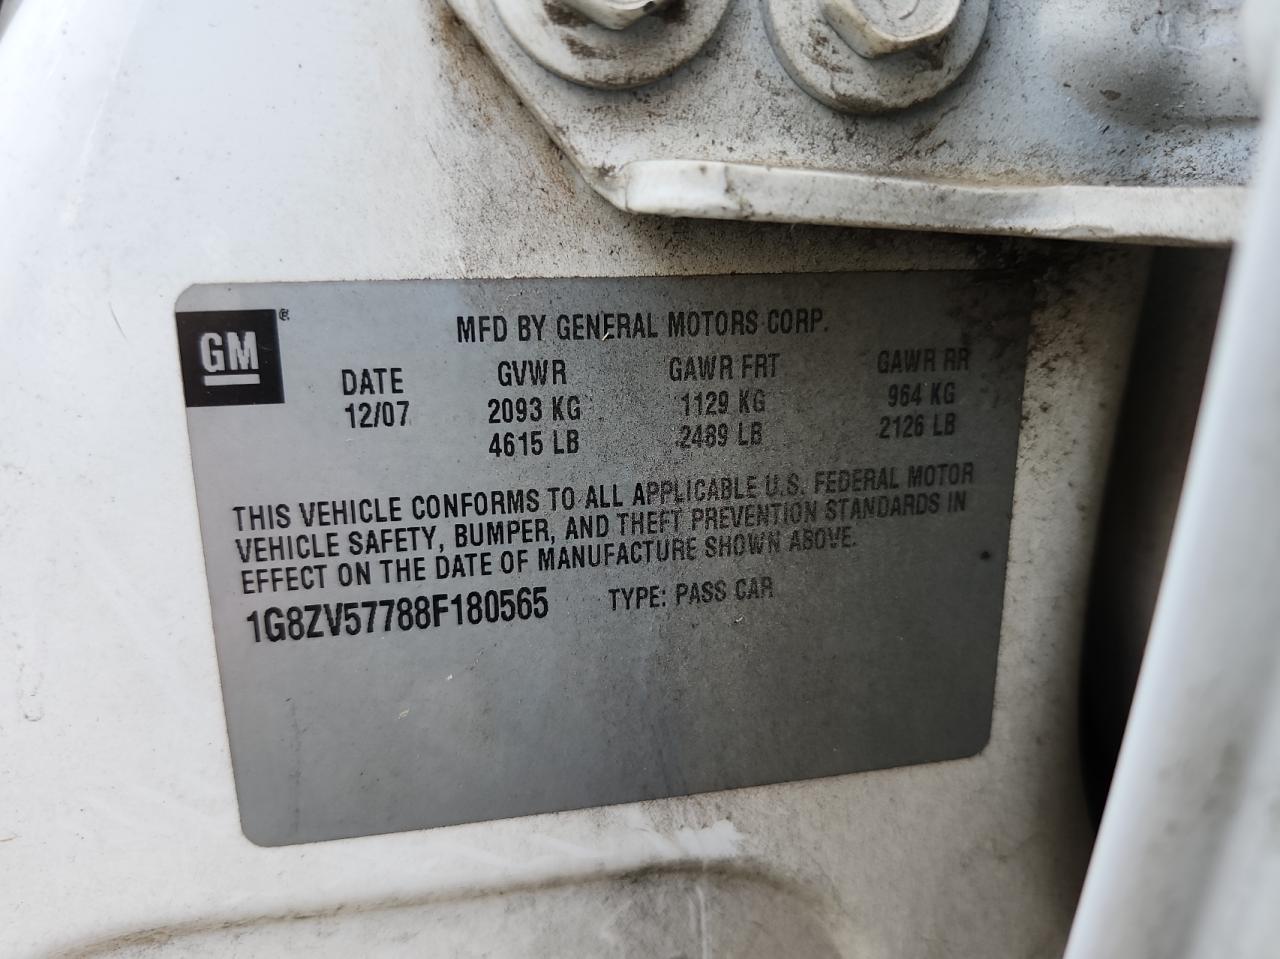 GM®
MFD BY GENERAL MOTORS CORP.
DATE GVWR GAWR FRT GAWR RR
12/07 2093 KG 1129 KG 964 KG
4615 LB 2489 LB 2126 LB
THIS VEHICLE CONFORMS TO ALL APPLICABLE U.S. FEDERAL MOTOR
VEHICLE SAFETY, BUMPER, AND THEFT PREVENTION STANDARDS IN
EFFECT ON THE DATE OF MANUFACTURE SHOWN ABOVE.
1G8ZV57788F180565 TYPE: PASS CAR